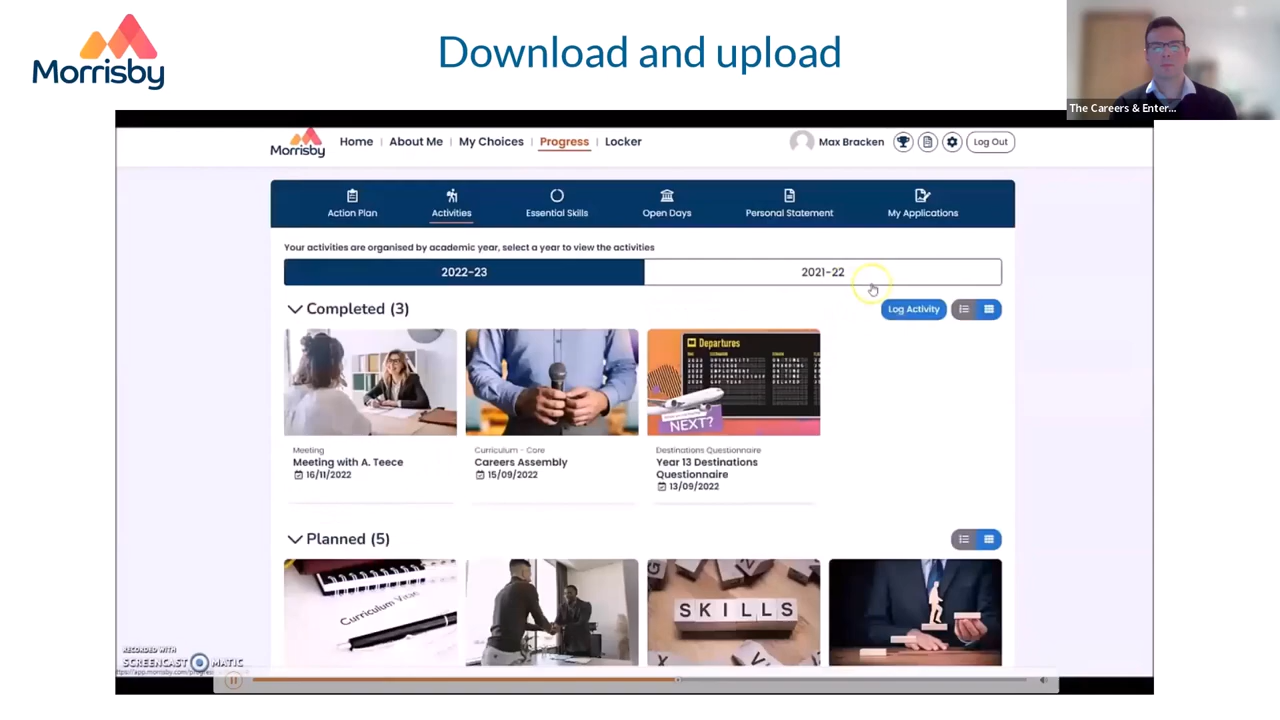 Morrisby
Download and upload
The Careers & Enter...
Morrisby
Home | About Me | My Choices | Progress | Locker
Max Bracken
Log Out
Action Plan
Activities
Essential Skills
Open Days
Personal Statement
My Applications
Your activities are organised by academic year, select a year to view the activities
2022-23
2021-22
Completed (3)
Log Activity
Departures
NEXT?
Meeting
Meeting with A. Teece
16/11/2022
Curriculum - Core
Careers Assembly
15/09/2022
Destinations Questionnaire
Year 13 Destinations
Questionnaire
13/09/2022
Planned (5)
Curriculum Vitae
SKILLS
RECORDED WITH
SCREENCAST MATIC